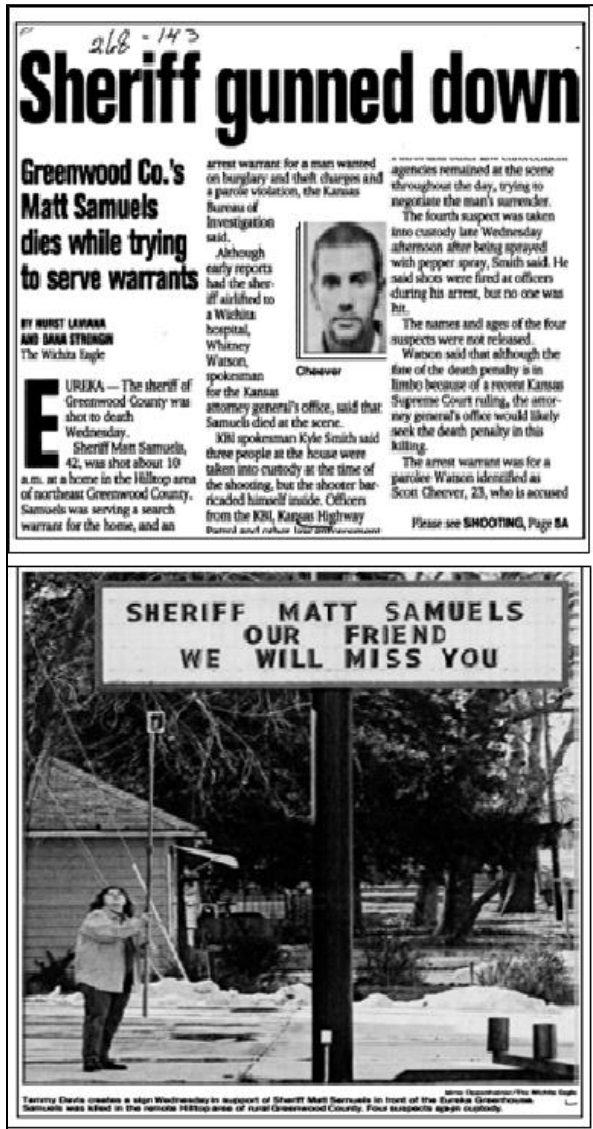 268 - 143
Sheriff gunned down
Greenwood Co.'s
Matt Samuels
dies while trying
to serve warrants
BY HURST LAVIANA
AND DANA STRONGIN
The Wichita Eagle
EUREKA — The sheriff of
Greenwood County was
shot to death
Wednesday.
Sheriff Matt Samuels,
42, was shot about 10
a.m. at a home in the Hilltop area
of northeast Greenwood County.
Samuels was serving a search
warrant for the home, and an
arrest warrant for a man wanted
on burglary and theft charges and
a parole violation, the Kansas
Bureau of
Investigation
said.
Although
early reports
had the sher-
iff airlifted to
a Wichita
hospital,
Whitney
Watson,
spokesman
for the Kansas
attorney general's office, said that
Samuels died at the scene.
KBI spokesman Kyle Smith said
three people at the house were
taken into custody at the time of
the shooting, but the shooter bar-
ricaded himself inside. Officers
from the KBI, Kansas Highway
Patrol and other law enforcement
Cheever
agencies remained at the scene
throughout the day, trying to
negotiate the man's surrender.
The fourth suspect was taken
into custody late Wednesday
afternoon after being sprayed
with pepper spray, Smith said. He
said shots were fired at officers
during his arrest, but no one was
hit.
The names and ages of the four
suspects were not released.
Watson said that although the
fate of the death penalty is in
limbo because of a recent Kansas
Supreme Court ruling, the attor-
ney general's office would likely
seek the death penalty in this
killing.
The arrest warrant was for a
parolee Watson identified as
Scott Cheever, 23, who is accused
Please see SHOOTING, Page 5A
SHERIFF MATT SAMUELS
OUR FRIEND
WE WILL MISS YOU
Jaime Oppenheimer/The Wichita Eagle
Tammy Davis creates a sign Wednesday in support of Sheriff Matt Samuels in front of the Eureka Greenhouse.
Samuels was killed in the remote Hilltop area of rural Greenwood County. Four suspects are in custody.